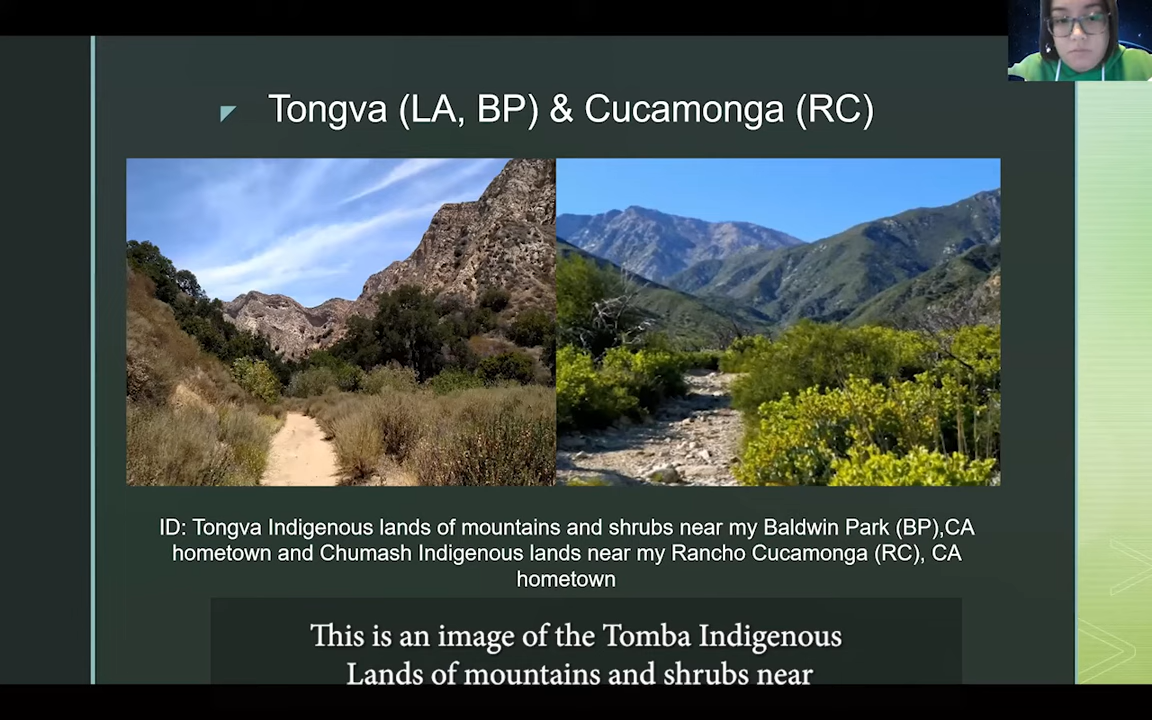 Tongva (LA, BP) & Cucamonga (RC)
ID: Tongva Indigenous lands of mountains and shrubs near my Baldwin Park (BP),CA
hometown and Chumash Indigenous lands near my Rancho Cucamonga (RC), CA
hometown
This is an image of the Tomba Indigenous
Lands of mountains and shrubs near